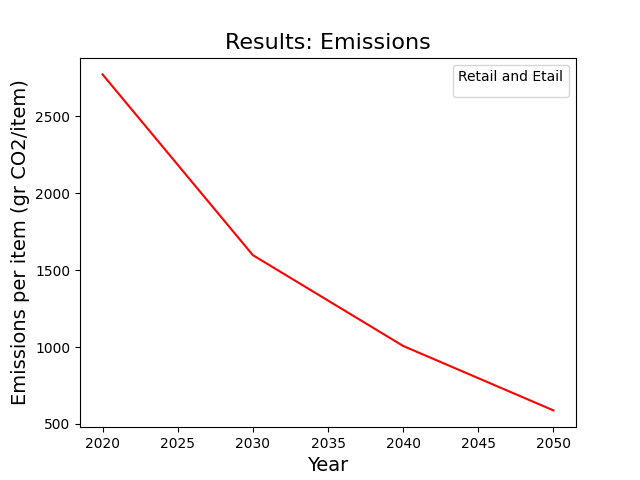 Results: Emissions
Retail and Etail
Emissions per item (gr CO2/item)
2500
2000
1500
1000
500
2020 2025 2030 2035 2040 2045 2050
Year